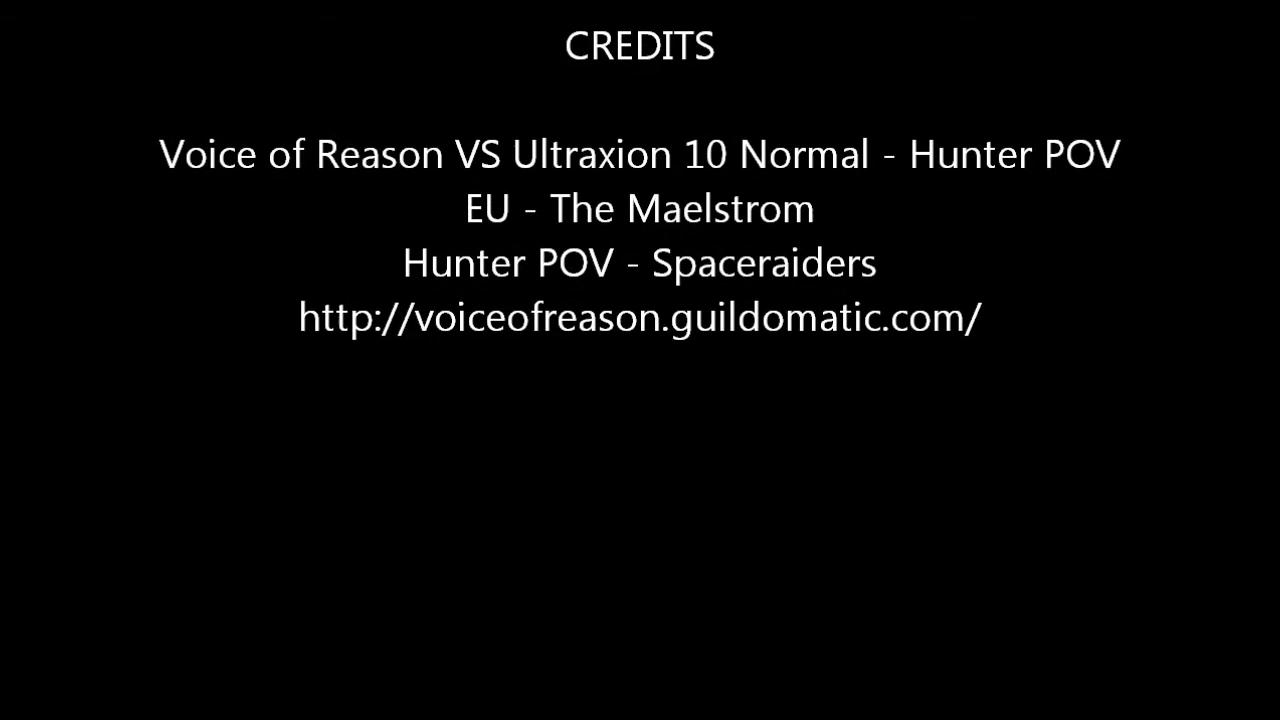 CREDITS
Voice of Reason VS Ultraxion 10 Normal - Hunter POV
EU - The Maelstrom
Hunter POV - Spaceraiders
http://voiceofreason.guildomatic.com/